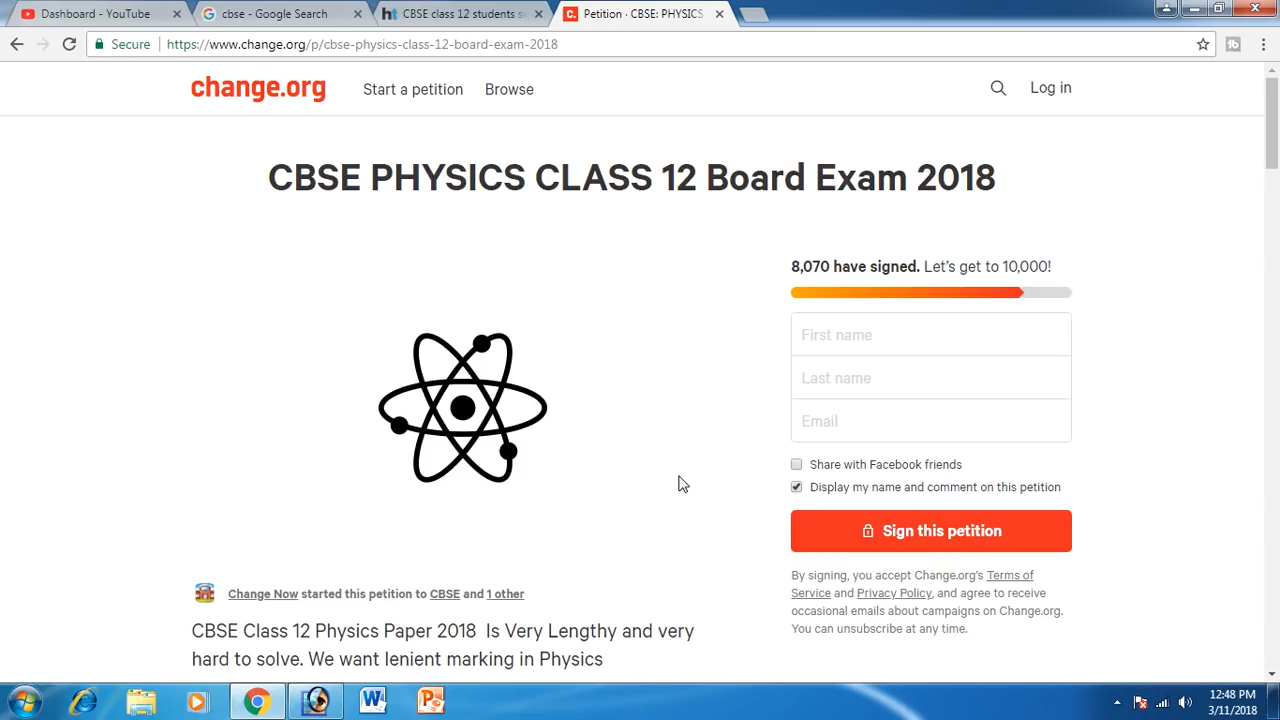 Dashboard - YouTube
cbse - Google Search
CBSE class 12 students s
Petition · CBSE: PHYSICS
Secure
https://www.change.org/p/cbse-physics-class-12-board-exam-2018
change.org
Start a petition
Browse
Log in
CBSE PHYSICS CLASS 12 Board Exam 2018
8,070 have signed. Let's get to 10,000!
First name
Last name
Email
Share with Facebook friends
Display my name and comment on this petition
Sign this petition
By signing, you accept Change.org's Terms of
Service and Privacy Policy, and agree to receive
occasional emails about campaigns on Change.org.
You can unsubscribe at any time.
Change Now started this petition to CBSE and 1 other
CBSE Class 12 Physics Paper 2018 Is Very Lengthy and very
hard to solve. We want lenient marking in Physics
12:48 PM
3/11/2018